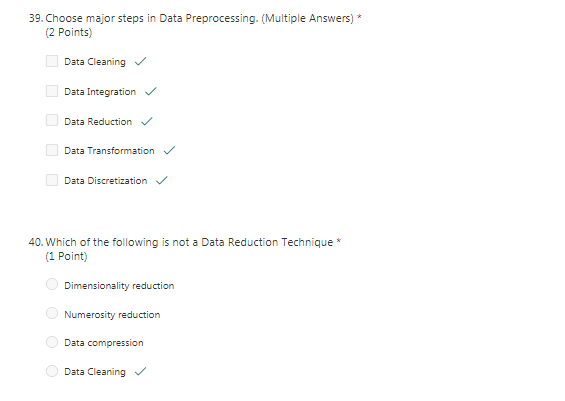 39. Choose major steps in Data Preprocessing. (Multiple Answers) *
(2 Points)
Data Cleaning
Data Integration
Data Reduction
Data Transformation
Data Discretization
40. Which of the following is not a Data Reduction Technique *
(1 Point)
Dimensionality reduction
Numerosity reduction
Data compression
Data Cleaning